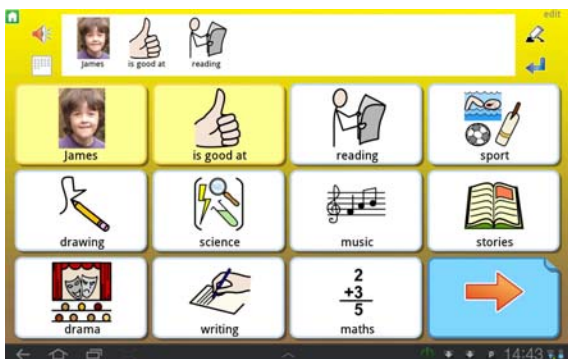 edit
James is good at reading
James is good at reading sport
drawing science music stories
drama writing maths
2
+3
5
14:43